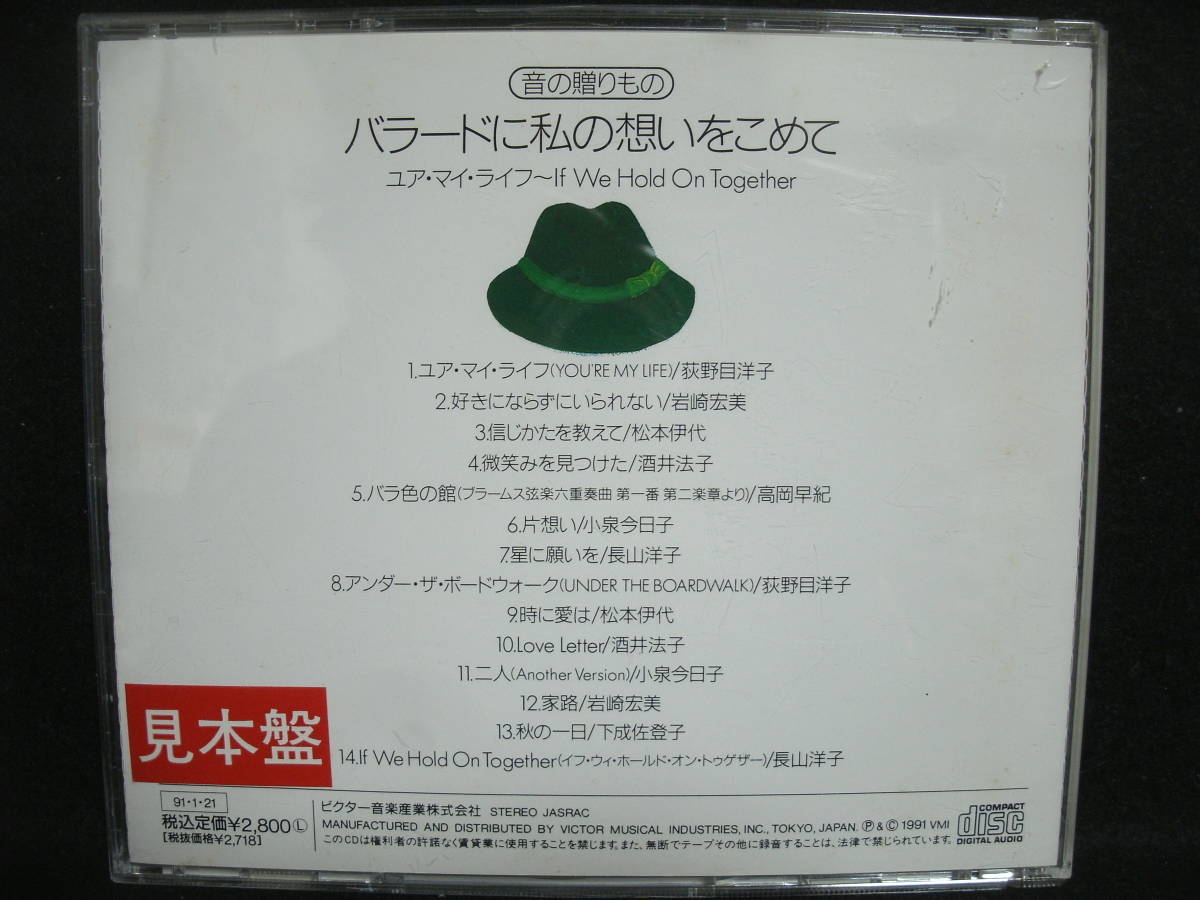 音の贈りもの
バラードに私の想いをこめて
ユア・マイ・ライフ〜If We Hold On Together
1.ユア・マイ・ライフ(YOU'RE MY LIFE)/荻野目洋子
2.好きにならずにいられない/岩崎宏美
3.信じかたを教えて/松本伊代
4.微笑みを見つけた/酒井法子
5.バラ色の館(ブラームス弦楽六重奏曲 第一番 第二楽章より)/高岡早紀
6.片想い/小泉今日子
7.星に願いを/長山洋子
8.アンダー・ザ・ボードウォーク(UNDER THE BOARDWALK)/荻野目洋子
9.時に愛は/松本伊代
10.Love Letter/酒井法子
11.二人(Another Version)/小泉今日子
12.家路/岩崎宏美
13.秋の一日/下成佐登子
14.If We Hold On Together(イフ・ウィ・ホールド・オン・トゥゲザー)/長山洋子
見本盤
91・1・21
税込定価¥2,800Ⓛ
[税抜価格¥2,718]
ビクター音楽産業株式会社 STEREO JASRAC
MANUFACTURED AND DISTRIBUTED BY VICTOR MUSICAL INDUSTRIES, INC., TOKYO, JAPAN. Ⓟ & Ⓒ 1991 VMI
このCDは権利者の許諾なく賃貸業に使用することを禁じます。また、無断でテープその他に録音することは、法律で禁じられています。
COMPACT
disc
DIGITAL AUDIO